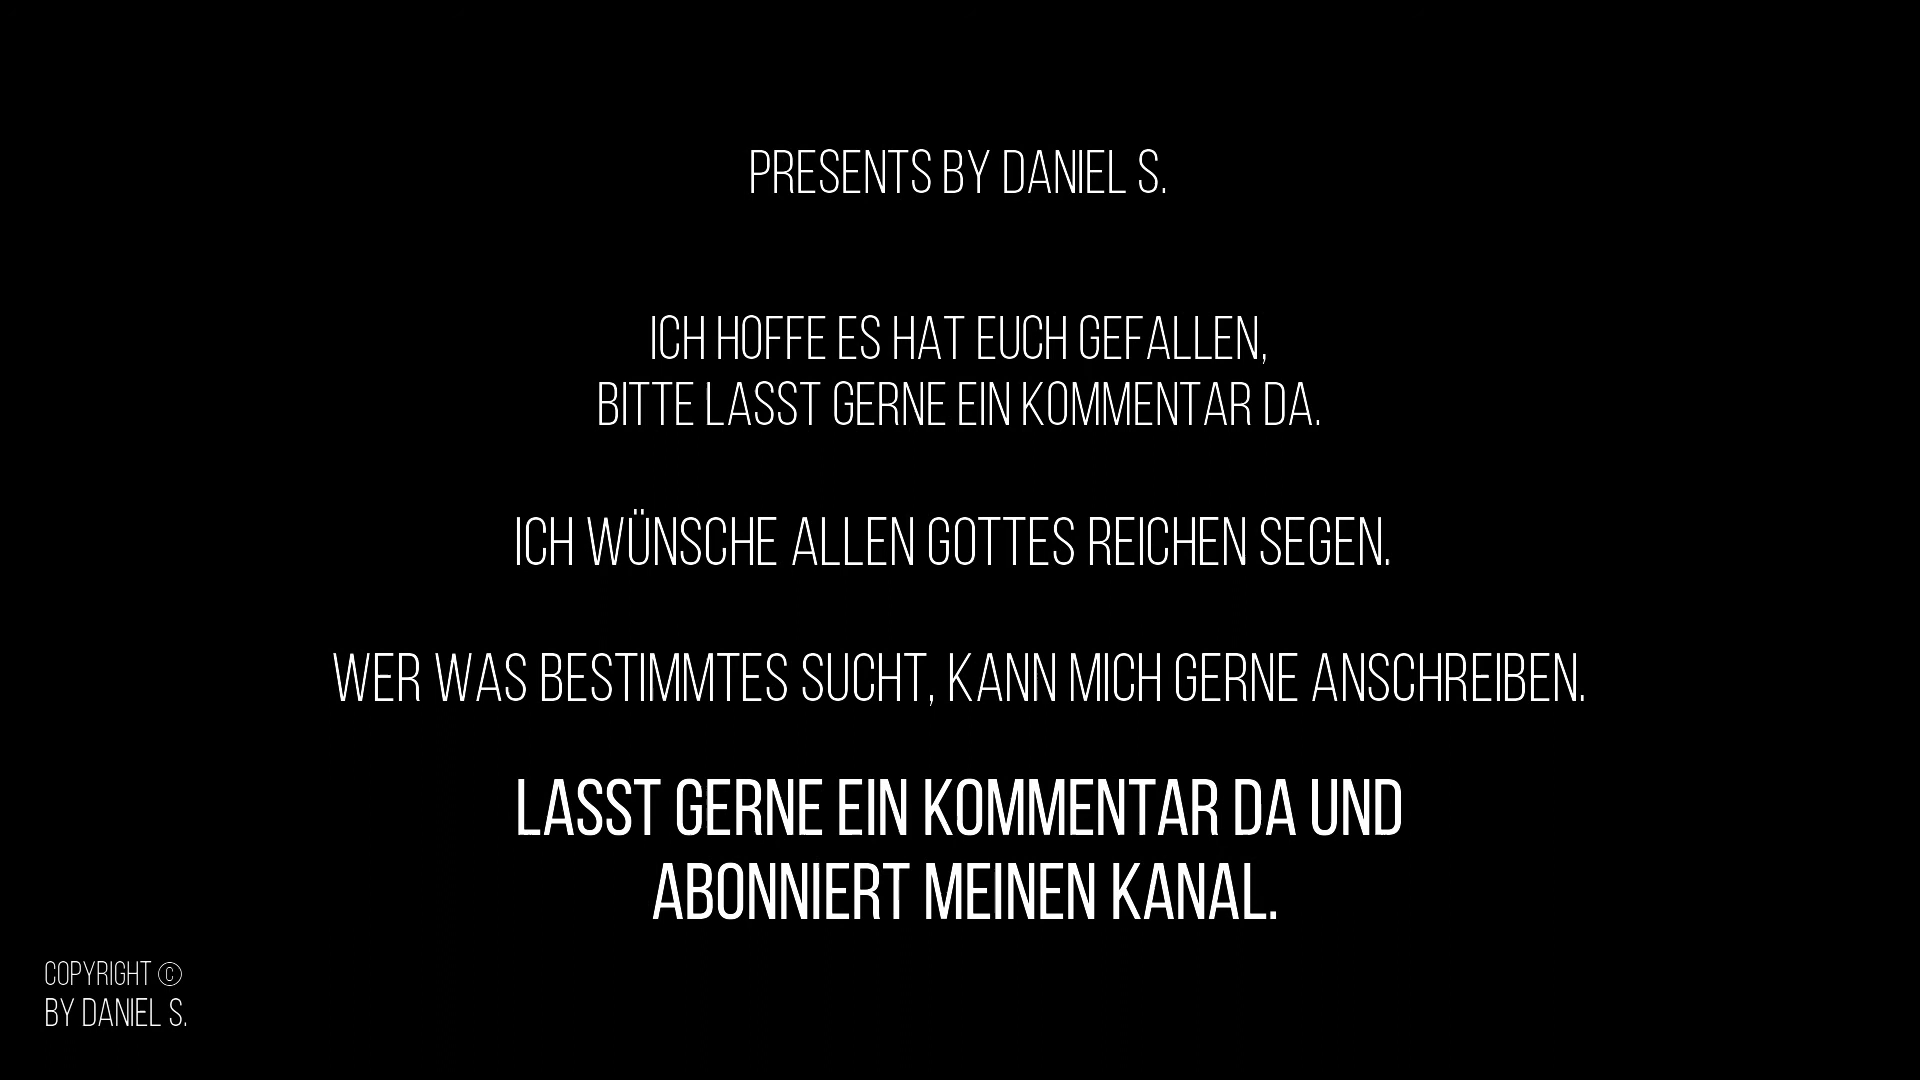 PRESENTS BY DANIEL S.
ICH HOFFE ES HAT EUCH GEFALLEN,
BITTE LASST GERNE EIN KOMMENTAR DA.
ICH WÜNSCHE ALLEN GOTTES REICHEN SEGEN.
WER WAS BESTIMMTES SUCHT, KANN MICH GERNE ANSCHREIBEN.
LASST GERNE EIN KOMMENTAR DA UND
ABONNIERT MEINEN KANAL.
COPYRIGHT ©
BY DANIEL S.